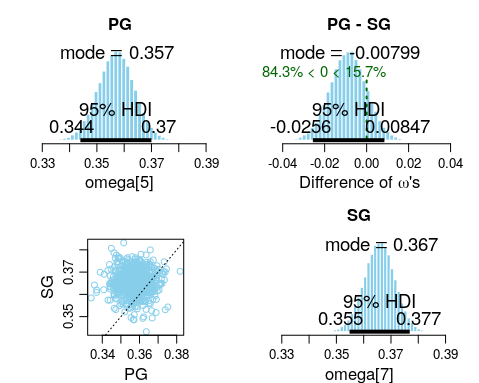 PG
mode = 0.357
95% HDI
0.344 0.37
0.33 0.35 0.37 0.39
omega[5]
PG - SG
mode = -0.00799
84.3% < 0 < 15.7%
95% HDI
-0.0256 0.00847
-0.04 -0.02 0.00 0.02 0.04
Difference of ω's
SG
0.35 0.37
0.34 0.36 0.38
PG
SG
mode = 0.367
95% HDI
0.355 0.377
0.33 0.35 0.37 0.39
omega[7]